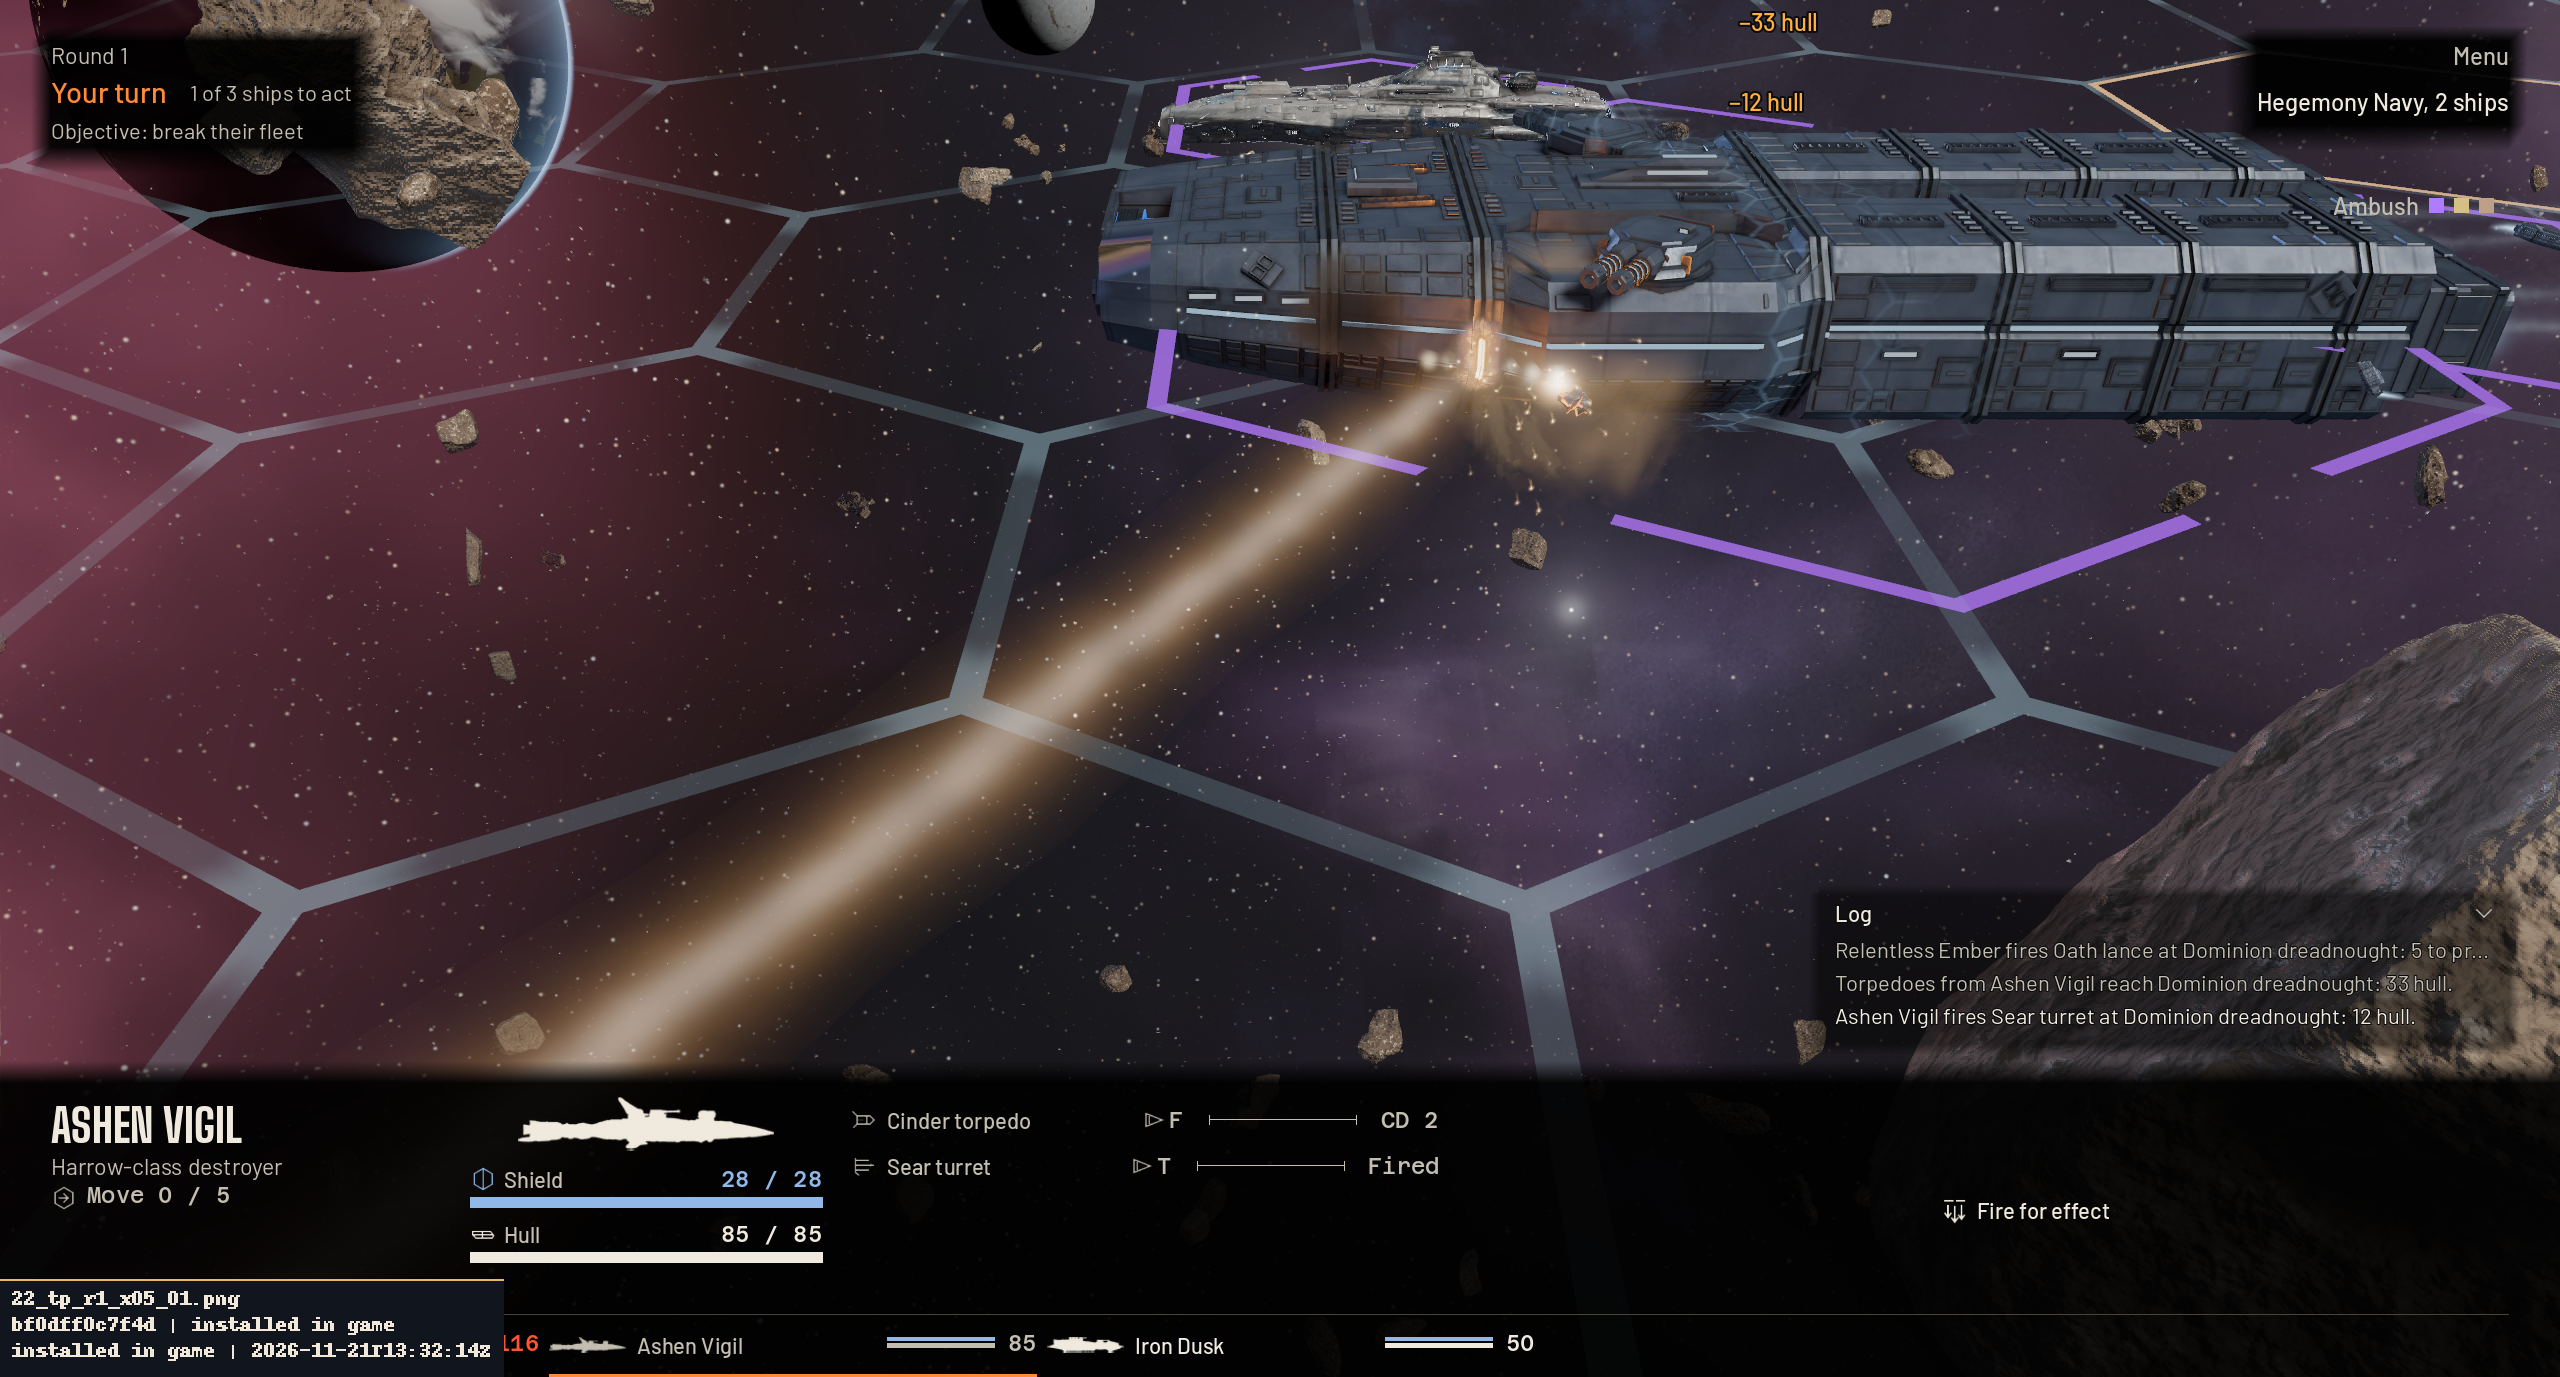 Round 1
Your turn 1 of 3 ships to act
Objective: break their fleet
−33 hull
−12 hull
Menu
Hegemony Navy, 2 ships
Ambush
Log
Relentless Ember fires Oath lance at Dominion dreadnought: 5 to pr...
Torpedoes from Ashen Vigil reach Dominion dreadnought: 33 hull.
Ashen Vigil fires Sear turret at Dominion dreadnought: 12 hull.
ASHEN VIGIL
Harrow-class destroyer
Move 0 / 5
Shield 28 / 28
Hull 85 / 85
Cinder torpedo F CD 2
Sear turret T Fired
Fire for effect
22_tp_r1_x05_01.png
bf0dff0c7f4d | installed in game
installed in game | 2026-11-21T13:32:14Z
116 Ashen Vigil 85 Iron Dusk 50